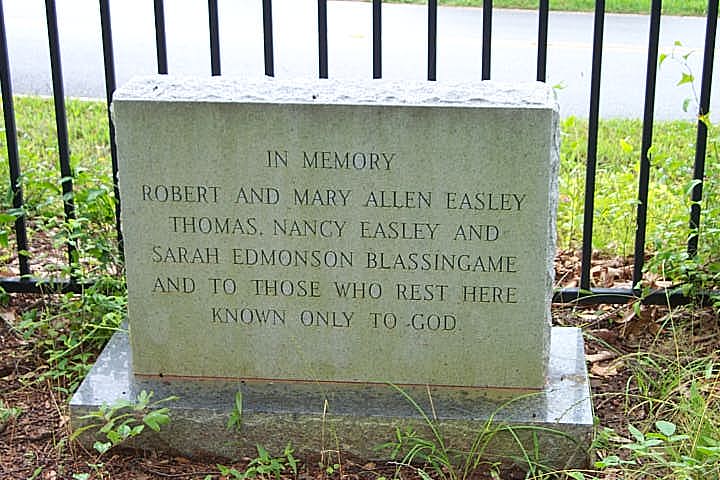 IN MEMORY
ROBERT AND MARY ALLEN EASLEY
THOMAS, NANCY EASLEY AND
SARAH EDMONSON BLASSINGAME
AND TO THOSE WHO REST HERE
KNOWN ONLY TO GOD